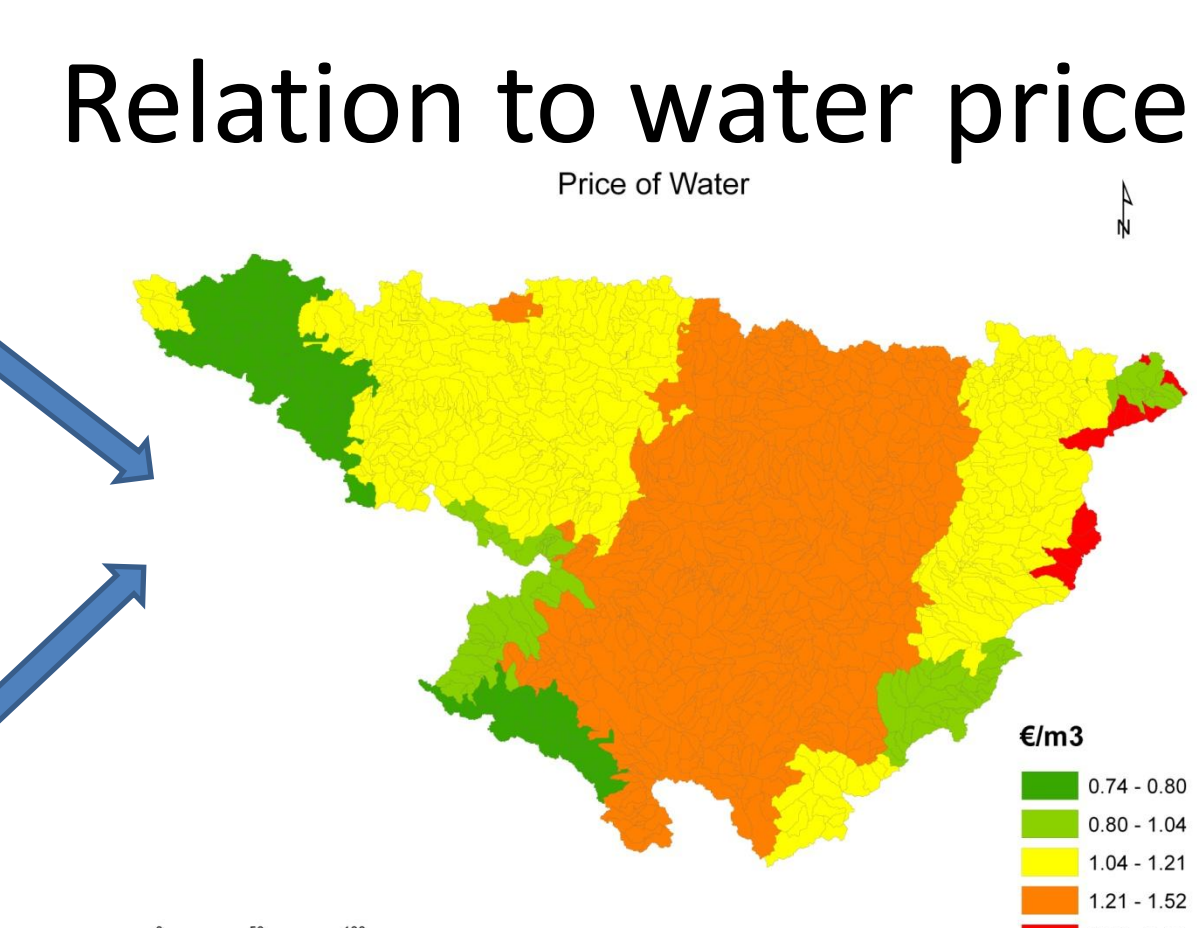 Relation to water price
Price of Water
N
€/m3
0.74 - 0.80
0.80 - 1.04
1.04 - 1.21
1.21 - 1.52